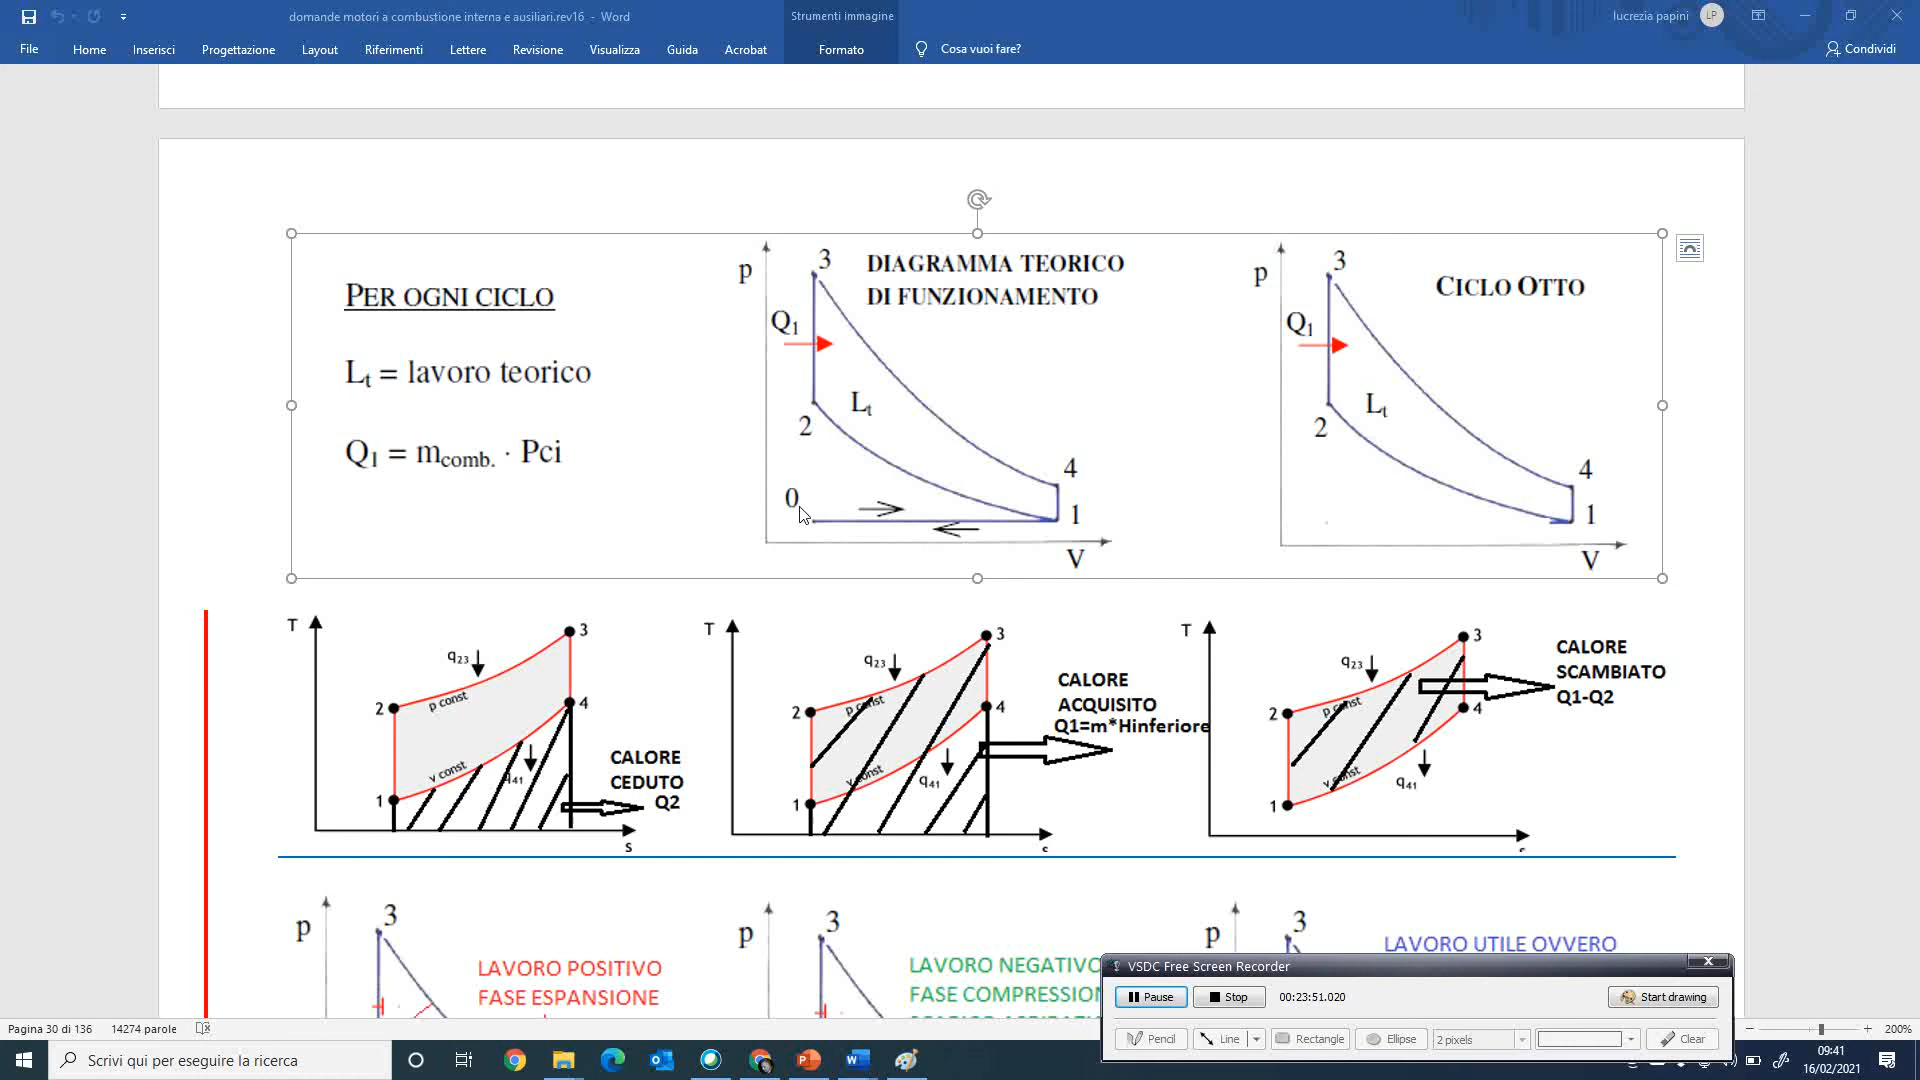 domande motori a combustione interna e ausiliari.rev16 - Word
Strumenti immagine
lucrezia papini
LP
File
Home
Inserisci
Progettazione
Layout
Riferimenti
Lettere
Revisione
Visualizza
Guida
Acrobat
Formato
Cosa vuoi fare?
Condividi
PER OGNI CICLO
Lt = lavoro teorico
Q1 = mcomb. · Pci
p
3
DIAGRAMMA TEORICO
DI FUNZIONAMENTO
Q1
Lt
2
4
0
1
V
p
3
CICLO OTTO
Q1
Lt
2
4
1
V
T
3
q23
2
p const
4
v const
q41
1
CALORE
CEDUTO
Q2
s
T
3
q23
2
p const
4
v const
q41
1
CALORE
ACQUISITO
Q1=m*Hinferiore
T
3
q23
2
p const
4
v const
q41
1
CALORE
SCAMBIATO
Q1-Q2
p
3
LAVORO POSITIVO
FASE ESPANSIONE
p
3
LAVORO NEGATIVO
FASE COMPRESSION
p
3
LAVORO UTILE OVVERO
VSDC Free Screen Recorder
Pause
Stop
00:23:51.020
Start drawing
Pencil
Line
Rectangle
Ellipse
2 pixels
Clear
Pagina 30 di 136
14274 parole
200%
Scrivi qui per eseguire la ricerca
09:41
16/02/2021